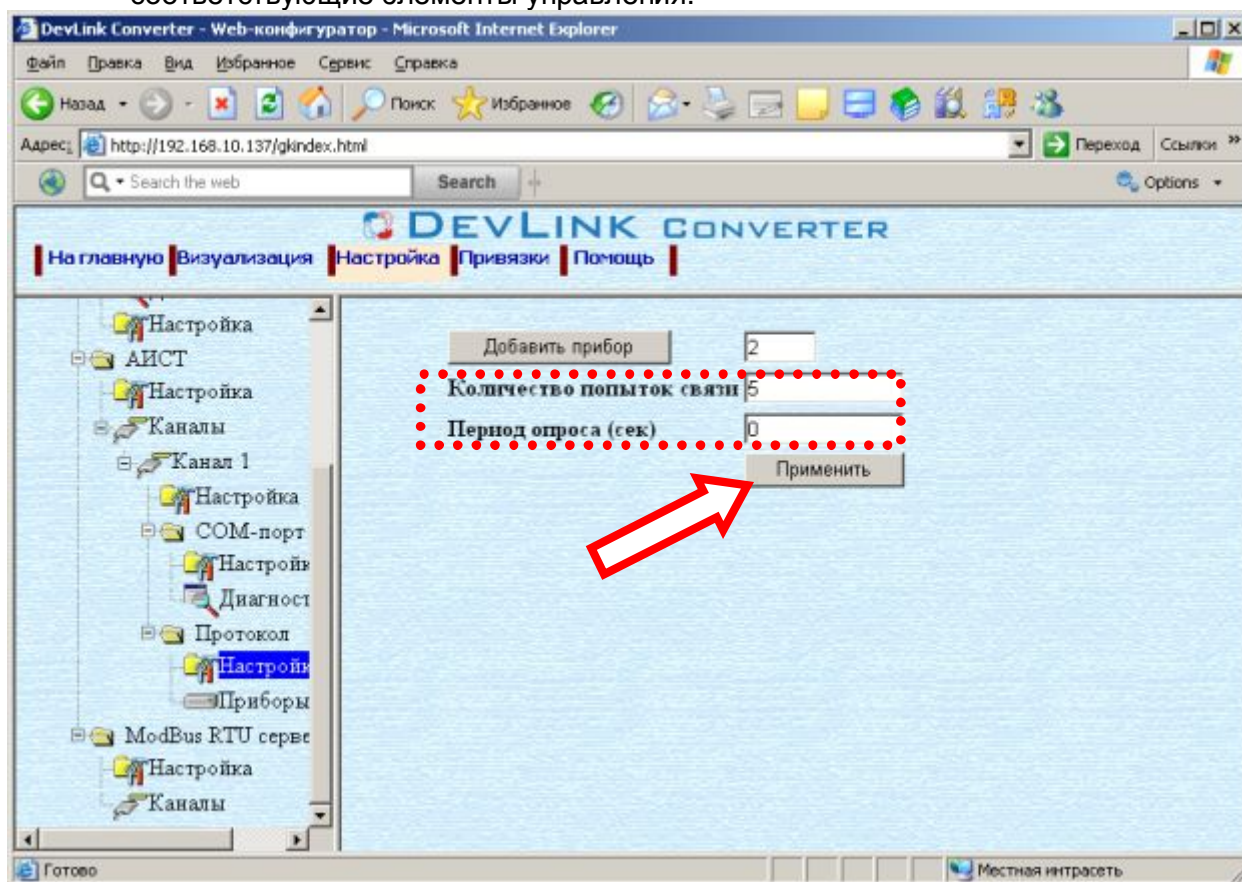 соответствующие элементы управления.
DevLink Converter - Web-конфигуратор - Microsoft Internet Explorer
Файл Правка Вид Избранное Сервис Справка
Назад Поиск Избранное
Адрес: http://192.168.10.137/gkindex.html Переход Ссылки »
Search the web Search Options
DEVLINK CONVERTER
На главную Визуализация Настройка Привязки Помощь
Настройка
АИСТ
Настройка
Каналы
Канал 1
Настройка
COM-порт
Настройк
Диагност
Протокол
Настройк
Приборы
ModBus RTU серве
Настройка
Каналы
Добавить прибор 2
Количество попыток связи 5
Период опроса (сек) 0
Применить
Готово Местная интрасеть